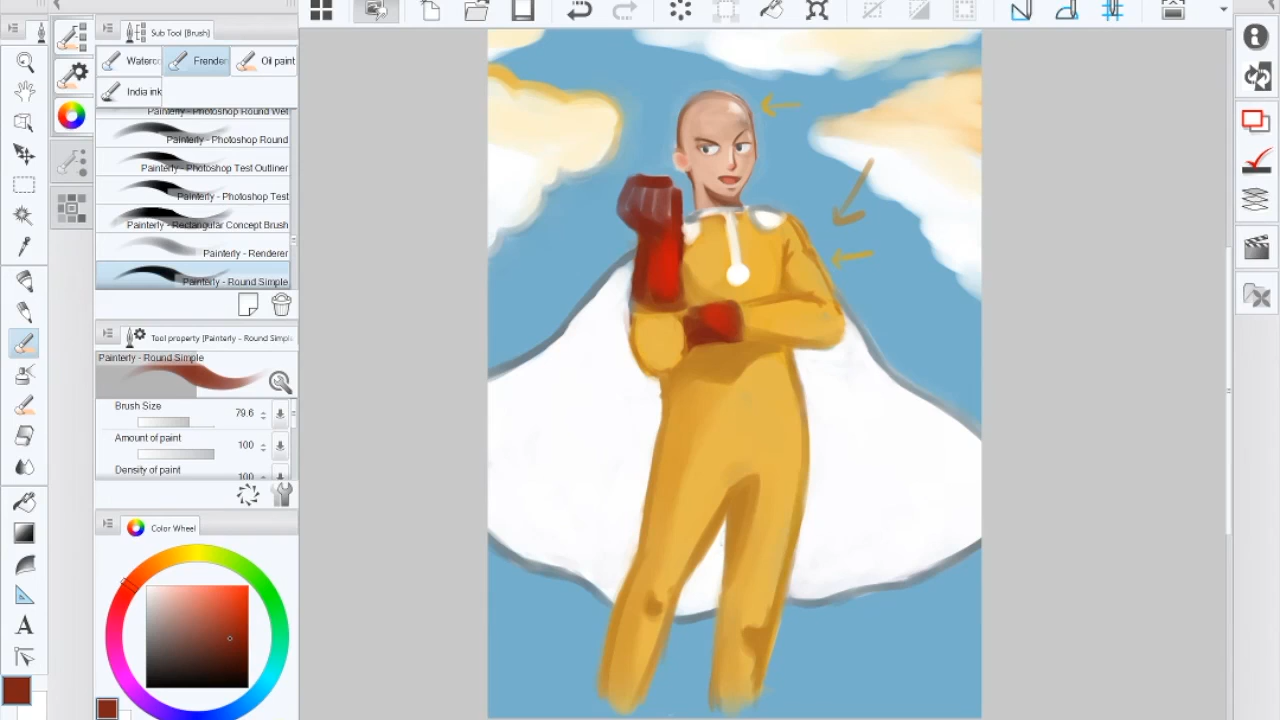 Sub Tool [Brush]
Waterc
Frender
Oil paint
India ink
Painterly - Photoshop Round Wet
Painterly - Photoshop Round
Painterly - Photoshop Test Outliner
Painterly - Photoshop Test
Painterly - Rectangular Concept Brush
Painterly - Renderer
Painterly - Round Simple
Tool property [Painterly - Round Simple
Painterly - Round Simple
Brush Size 79.6
Amount of paint 100
Density of paint 100
Color Wheel
A